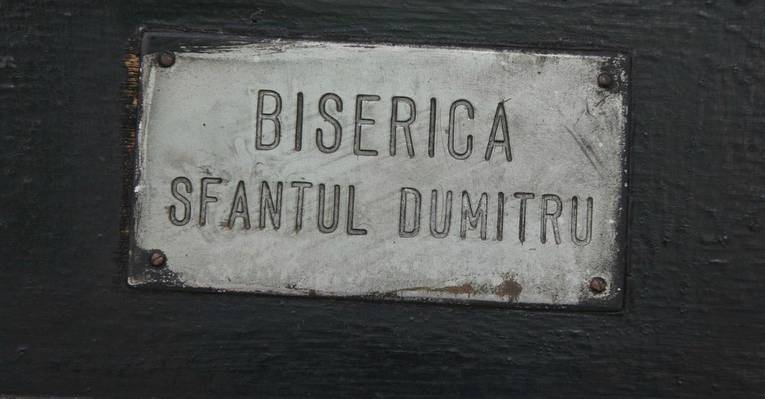 BISERICA
SFANTUL DUMITRU